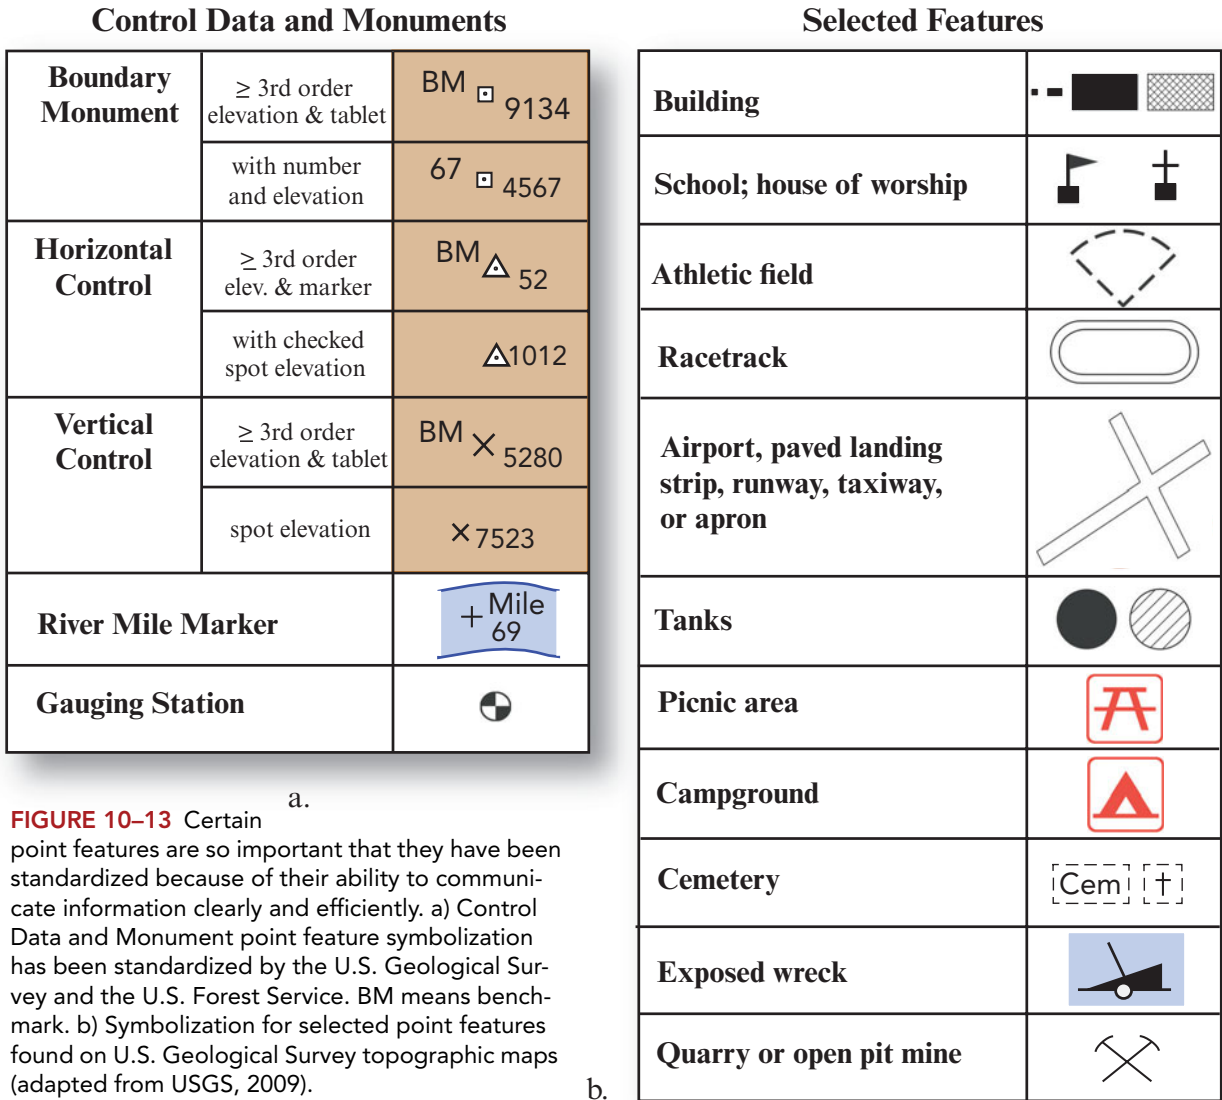 Control Data and Monuments
Boundary
Monument
≥ 3rd order
elevation & tablet
BM
9134
with number
and elevation
67
4567
Horizontal
Control
≥ 3rd order
elev. & marker
BM
52
with checked
spot elevation
1012
Vertical
Control
≥ 3rd order
elevation & tablet
BM
5280
spot elevation
7523
River Mile Marker
Mile
69
Gauging Station
a.
FIGURE 10–13 Certain
point features are so important that they have been
standardized because of their ability to communi-
cate information clearly and efficiently. a) Control
Data and Monument point feature symbolization
has been standardized by the U.S. Geological Sur-
vey and the U.S. Forest Service. BM means bench-
mark. b) Symbolization for selected point features
found on U.S. Geological Survey topographic maps
(adapted from USGS, 2009).
Selected Features
Building
School; house of worship
Athletic field
Racetrack
Airport, paved landing
strip, runway, taxiway,
or apron
Tanks
Picnic area
Campground
Cemetery
Cem
Exposed wreck
Quarry or open pit mine
b.